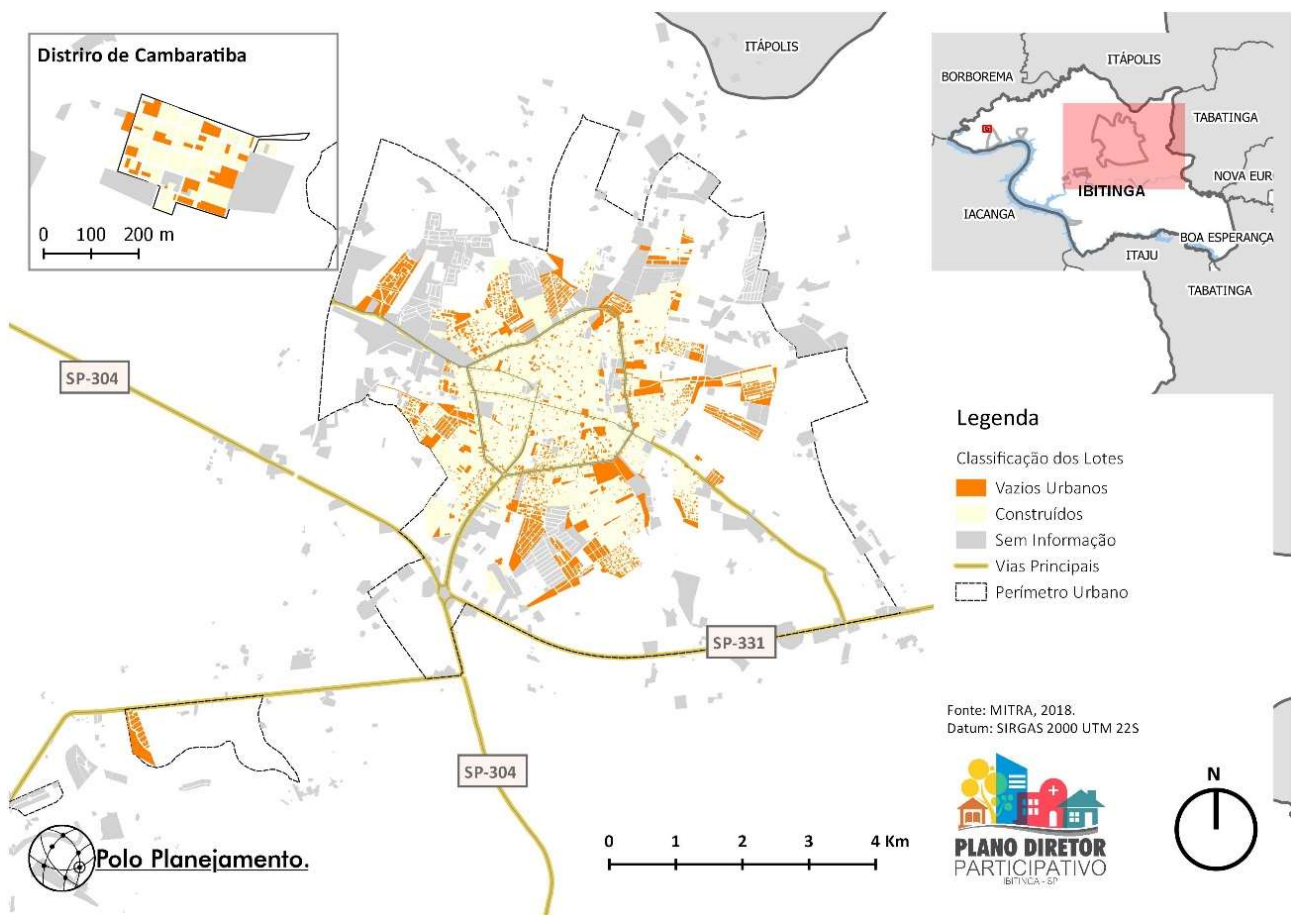 Distriro de Cambaratiba
0 100 200 m
ITÁPOLIS
BORBOREMA
ITÁPOLIS
TABATINGA
NOVA EUR
IBITINGA
IACANGA
BOA ESPERANÇA
ITAJU
TABATINGA
SP-304
SP-331
SP-304
Legenda
Classificação dos Lotes
Vazios Urbanos
Construídos
Sem Informação
Vias Principais
Perímetro Urbano
Fonte: MITRA, 2018.
Datum: SIRGAS 2000 UTM 22S
PLANO DIRETOR
PARTICIPATIVO
IBITINGA - SP
N
0 1 2 3 4 Km
Polo Planejamento.